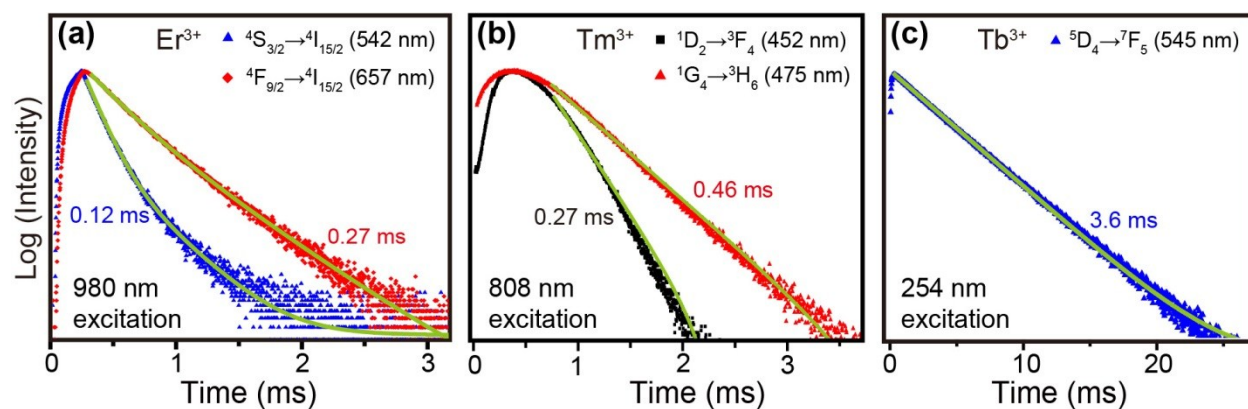 Log (Intensity)
(a) Er³⁺
▲ ⁴S₃/₂→⁴I₁₅/₂ (542 nm)
◆ ⁴F₉/₂→⁴I₁₅/₂ (657 nm)
0.12 ms
0.27 ms
980 nm
excitation
0 1 2 3
Time (ms)
(b) Tm³⁺
■ ¹D₂→³F₄ (452 nm)
▲ ¹G₄→³H₆ (475 nm)
0.46 ms
0.27 ms
808 nm
excitation
0 1 2 3
Time (ms)
(c) Tb³⁺
▲ ⁵D₄→⁷F₅ (545 nm)
3.6 ms
254 nm
excitation
0 10 20
Time (ms)